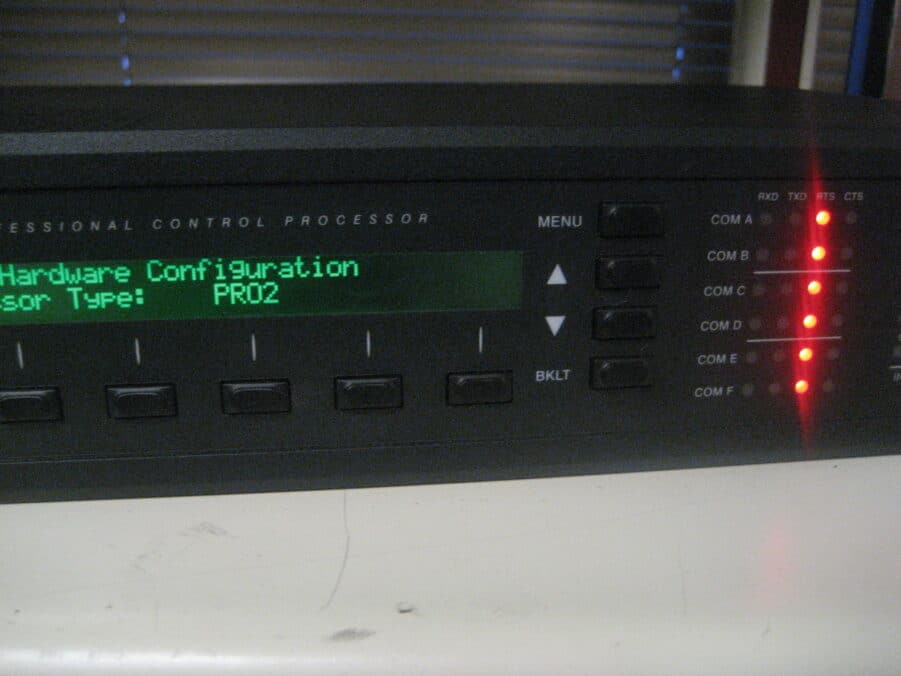 ESSIONAL CONTROL PROCESSOR
Hardware Configuration
ssor Type: PRO2
MENU
BKLT
RXD TXD RTS CTS
COM A
COM B
COM C
COM D
COM E
COM F